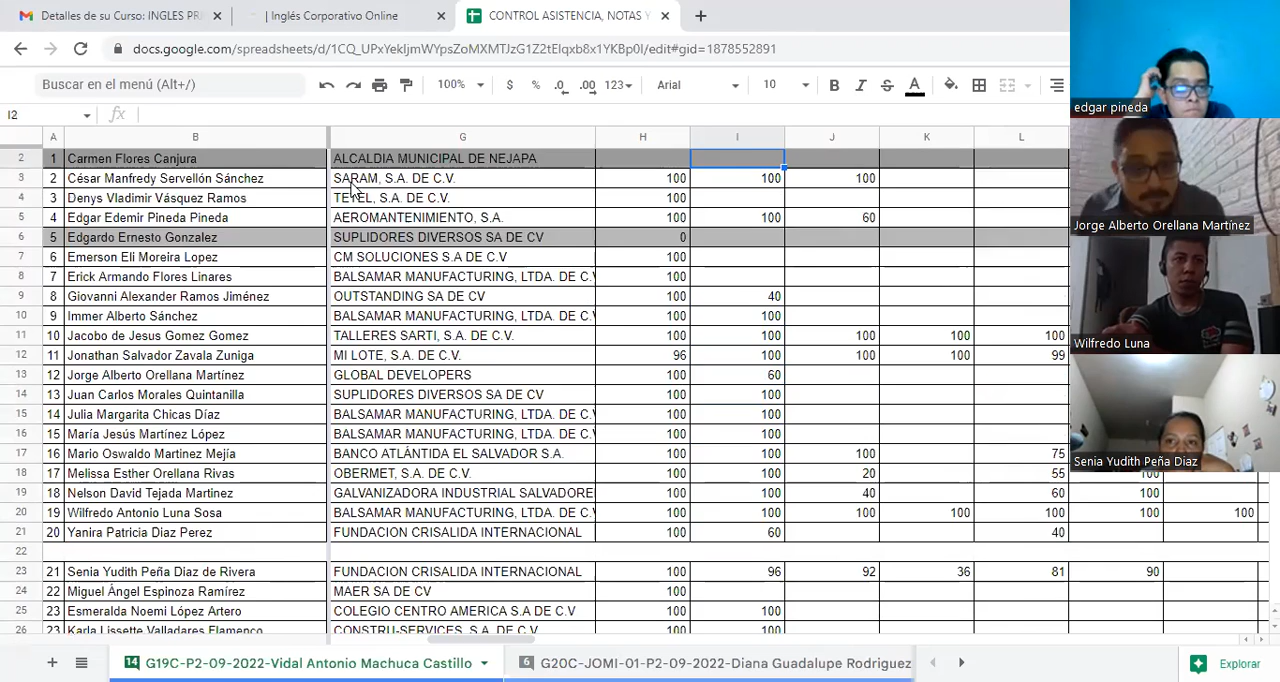 Detalles de su Curso: INGLES PRI
| Inglés Corporativo Online
CONTROL ASISTENCIA, NOTAS Y
docs.google.com/spreadsheets/d/1CQ_UPxYekIjmWYpsZoMXMTJzG1Z2tEIqxb8x1YKBp0I/edit#gid=1878552891
Buscar en el menú (Alt+/) 100% $ % .0 .00 123 Arial 10 B I S A
I2 fx
A B G H I J K L
2 1 Carmen Flores Canjura ALCALDIA MUNICIPAL DE NEJAPA
3 2 César Manfredy Servellón Sánchez SARAM, S.A. DE C.V. 100 100 100
4 3 Denys Vladimir Vásquez Ramos S.A. DE C.V. 100
5 4 Edgar Edemir Pineda Pineda AEROMANTENIMIENTO, S.A. 100 100 60
6 5 Edgardo Ernesto Gonzalez SUPLIDORES DIVERSOS SA DE CV 0
7 6 Emerson Eli Moreira Lopez CM SOLUCIONES S.A DE C.V 100
8 7 Erick Armando Flores Linares BALSAMAR MANUFACTURING, LTDA. DE C.V 100
9 8 Giovanni Alexander Ramos Jiménez OUTSTANDING SA DE CV 100 40
10 9 Immer Alberto Sánchez BALSAMAR MANUFACTURING, LTDA. DE C.V 100 100
11 10 Jacobo de Jesus Gomez Gomez TALLERES SARTI, S.A. DE C.V. 100 100 100 100 100
12 11 Jonathan Salvador Zavala Zuniga MI LOTE, S.A. DE C.V. 96 100 100 100 99
13 12 Jorge Alberto Orellana Martínez GLOBAL DEVELOPERS 100 60
14 13 Juan Carlos Morales Quintanilla SUPLIDORES DIVERSOS SA DE CV 100 100
15 14 Julia Margarita Chicas Díaz BALSAMAR MANUFACTURING, LTDA. DE C.V 100 100
16 15 María Jesús Martínez López BALSAMAR MANUFACTURING, LTDA. DE C.V 100 100
17 16 Mario Oswaldo Martinez Mejía BANCO ATLÁNTIDA EL SALVADOR S.A. 100 100 100 75
18 17 Melissa Esther Orellana Rivas OBERMET, S.A. DE C.V. 100 100 20 55 100
19 18 Nelson David Tejada Martinez GALVANIZADORA INDUSTRIAL SALVADORE 100 100 40 60 100
20 19 Wilfredo Antonio Luna Sosa BALSAMAR MANUFACTURING, LTDA. DE C.V 100 100 100 100 100 100 100
21 20 Yanira Patricia Diaz Perez FUNDACION CRISALIDA INTERNACIONAL 100 60 40
22
23 21 Senia Yudith Peña Diaz de Rivera FUNDACION CRISALIDA INTERNACIONAL 100 96 92 36 81 90
24 22 Miguel Ángel Espinoza Ramírez MAER SA DE CV 100
25 23 Esmeralda Noemi López Artero COLEGIO CENTRO AMERICA S.A DE C.V 100 100
26 23 Karla Lissette Valladares Flamenco CONSTRU-SERVICES, S.A. DE C.V. 100 100
14 G19C-P2-09-2022-Vidal Antonio Machuca Castillo
6 G20C-JOMI-01-P2-09-2022-Diana Guadalupe Rodriguez
Explorar
edgar pineda
Jorge Alberto Orellana Martínez
Wilfredo Luna
Senia Yudith Peña Diaz